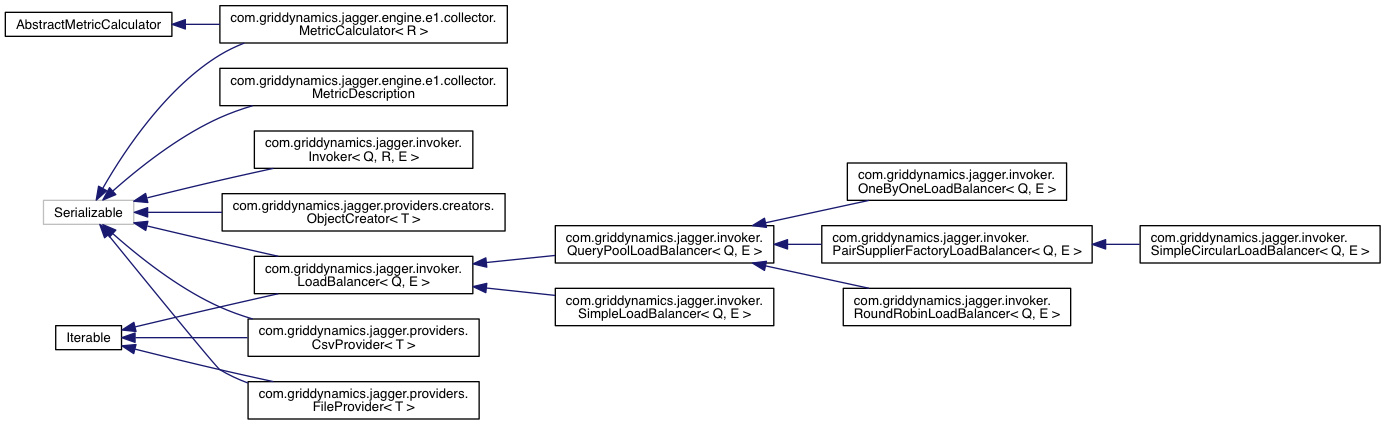 AbstractMetricCalculator
com.griddynamics.jagger.engine.e1.collector.
MetricCalculator< R >
com.griddynamics.jagger.engine.e1.collector.
MetricDescription
com.griddynamics.jagger.invoker.
Invoker< Q, R, E >
Serializable
com.griddynamics.jagger.providers.creators.
ObjectCreator< T >
com.griddynamics.jagger.invoker.
LoadBalancer< Q, E >
Iterable
com.griddynamics.jagger.providers.
CsvProvider< T >
com.griddynamics.jagger.providers.
FileProvider< T >
com.griddynamics.jagger.invoker.
QueryPoolLoadBalancer< Q, E >
com.griddynamics.jagger.invoker.
SimpleLoadBalancer< Q, E >
com.griddynamics.jagger.invoker.
OneByOneLoadBalancer< Q, E >
com.griddynamics.jagger.invoker.
PairSupplierFactoryLoadBalancer< Q, E >
com.griddynamics.jagger.invoker.
RoundRobinLoadBalancer< Q, E >
com.griddynamics.jagger.invoker.
SimpleCircularLoadBalancer< Q, E >